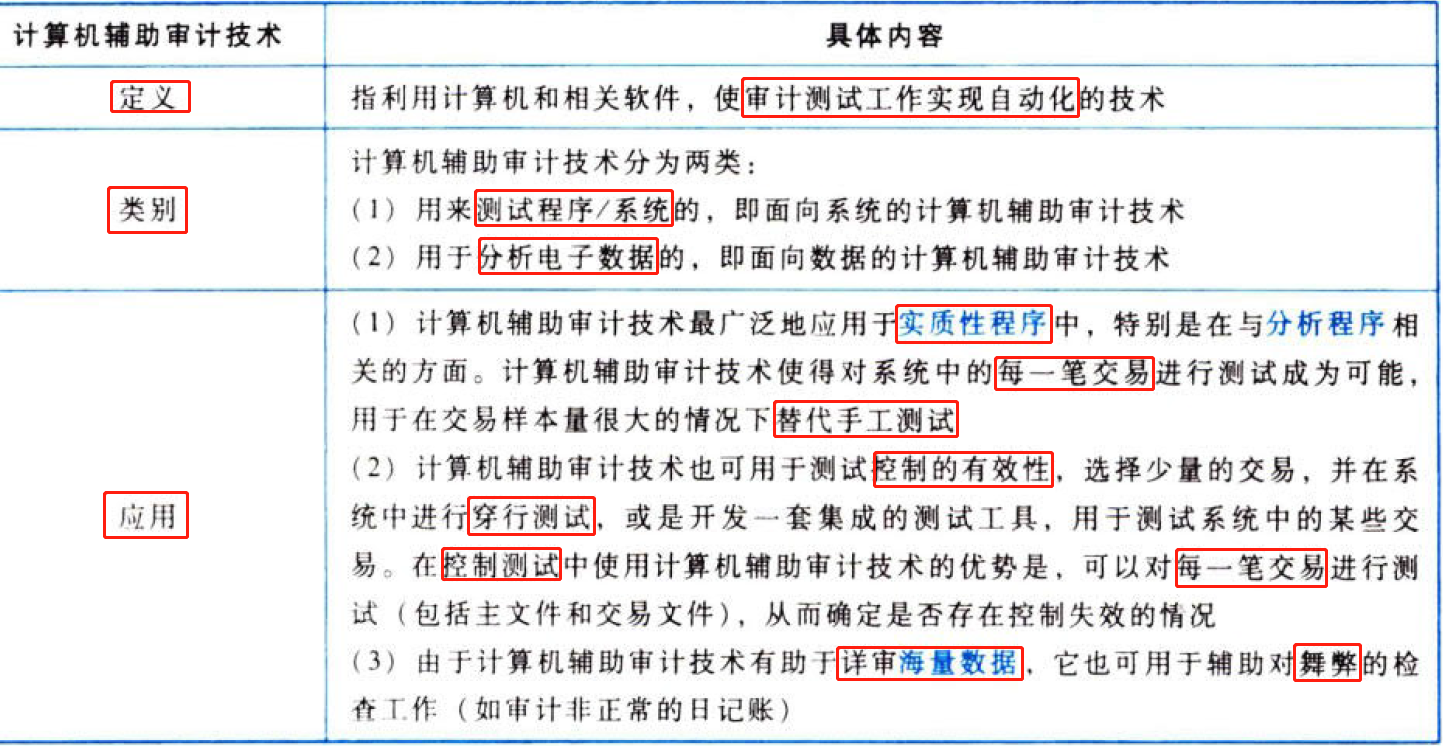 计算机辅助审计技术
具体内容
定义
指利用计算机和相关软件，使审计测试工作实现自动化的技术
类别
计算机辅助审计技术分为两类：
（1）用来测试程序/系统的，即面向系统的计算机辅助审计技术
（2）用于分析电子数据的，即面向数据的计算机辅助审计技术
应用
（1）计算机辅助审计技术最广泛地应用于实质性程序中，特别是在与分析程序相
关的方面。计算机辅助审计技术使得对系统中的每一笔交易进行测试成为可能，
用于在交易样本量很大的情况下替代手工测试
（2）计算机辅助审计技术也可用于测试控制的有效性，选择少量的交易，并在系
统中进行穿行测试，或是开发一套集成的测试工具，用于测试系统中的某些交
易。在控制测试中使用计算机辅助审计技术的优势是，可以对每一笔交易进行测
试（包括主文件和交易文件），从而确定是否存在控制失效的情况
（3）由于计算机辅助审计技术有助于详审海量数据，它也可用于辅助对舞弊的检
查工作（如审计非正常的日记账）